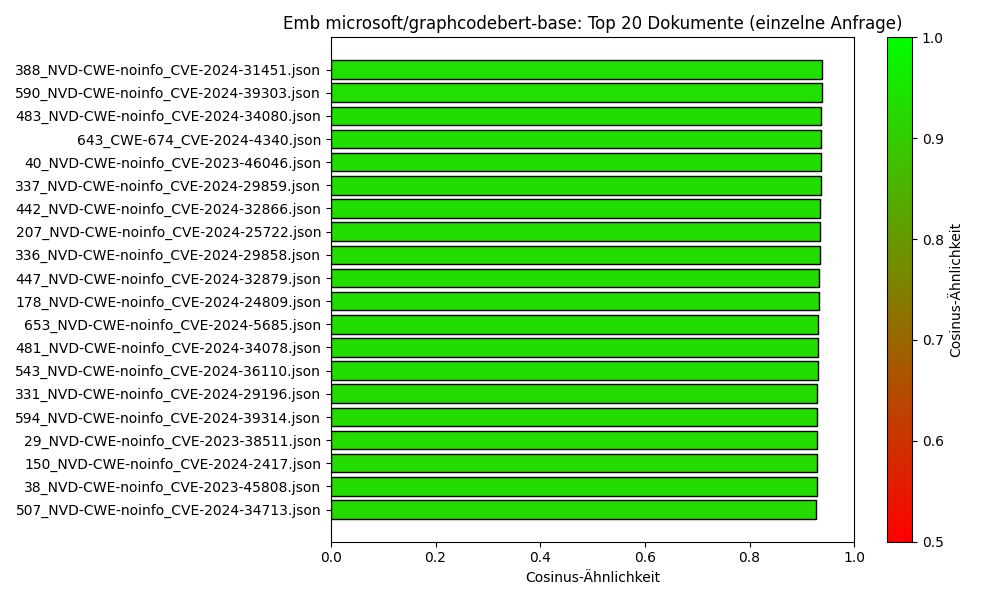 Emb microsoft/graphcodebert-base: Top 20 Dokumente (einzelne Anfrage)
388_NVD-CWE-noinfo_CVE-2024-31451.json
590_NVD-CWE-noinfo_CVE-2024-39303.json
483_NVD-CWE-noinfo_CVE-2024-34080.json
643_CWE-674_CVE-2024-4340.json
40_NVD-CWE-noinfo_CVE-2023-46046.json
337_NVD-CWE-noinfo_CVE-2024-29859.json
442_NVD-CWE-noinfo_CVE-2024-32866.json
207_NVD-CWE-noinfo_CVE-2024-25722.json
336_NVD-CWE-noinfo_CVE-2024-29858.json
447_NVD-CWE-noinfo_CVE-2024-32879.json
178_NVD-CWE-noinfo_CVE-2024-24809.json
653_NVD-CWE-noinfo_CVE-2024-5685.json
481_NVD-CWE-noinfo_CVE-2024-34078.json
543_NVD-CWE-noinfo_CVE-2024-36110.json
331_NVD-CWE-noinfo_CVE-2024-29196.json
594_NVD-CWE-noinfo_CVE-2024-39314.json
29_NVD-CWE-noinfo_CVE-2023-38511.json
150_NVD-CWE-noinfo_CVE-2024-2417.json
38_NVD-CWE-noinfo_CVE-2023-45808.json
507_NVD-CWE-noinfo_CVE-2024-34713.json
0.0 0.2 0.4 0.6 0.8 1.0
Cosinus-Ähnlichkeit
1.0
0.9
0.8
0.7
0.6
0.5
Cosinus-Ähnlichkeit